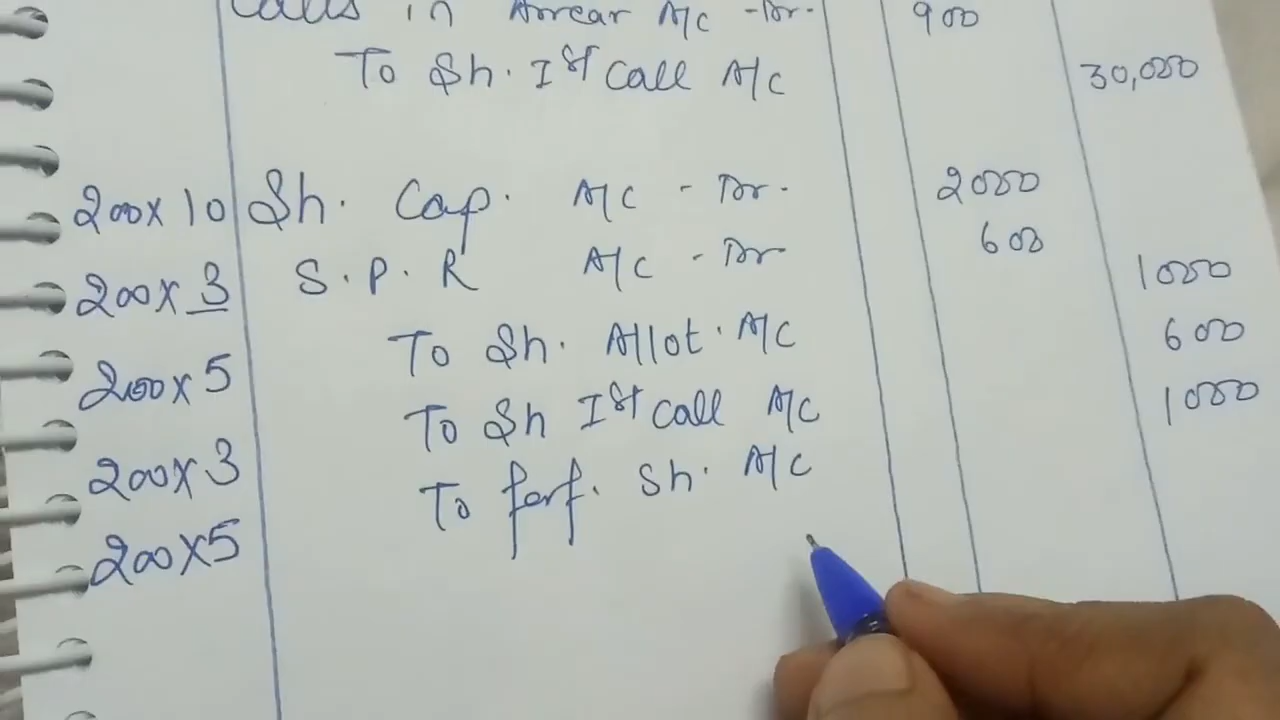 Calls in Arrear A/c - Dr. 900
To Sh. Ist Call A/c 30,000
200x10 Sh. Cap. A/c - Dr. 2000
200x3 S.P.R A/c - Dr 600
200x5 To Sh. Allot. A/c 1000
200x3 To Sh Ist Call A/c 600
200x5 To forf. Sh. A/c 1000